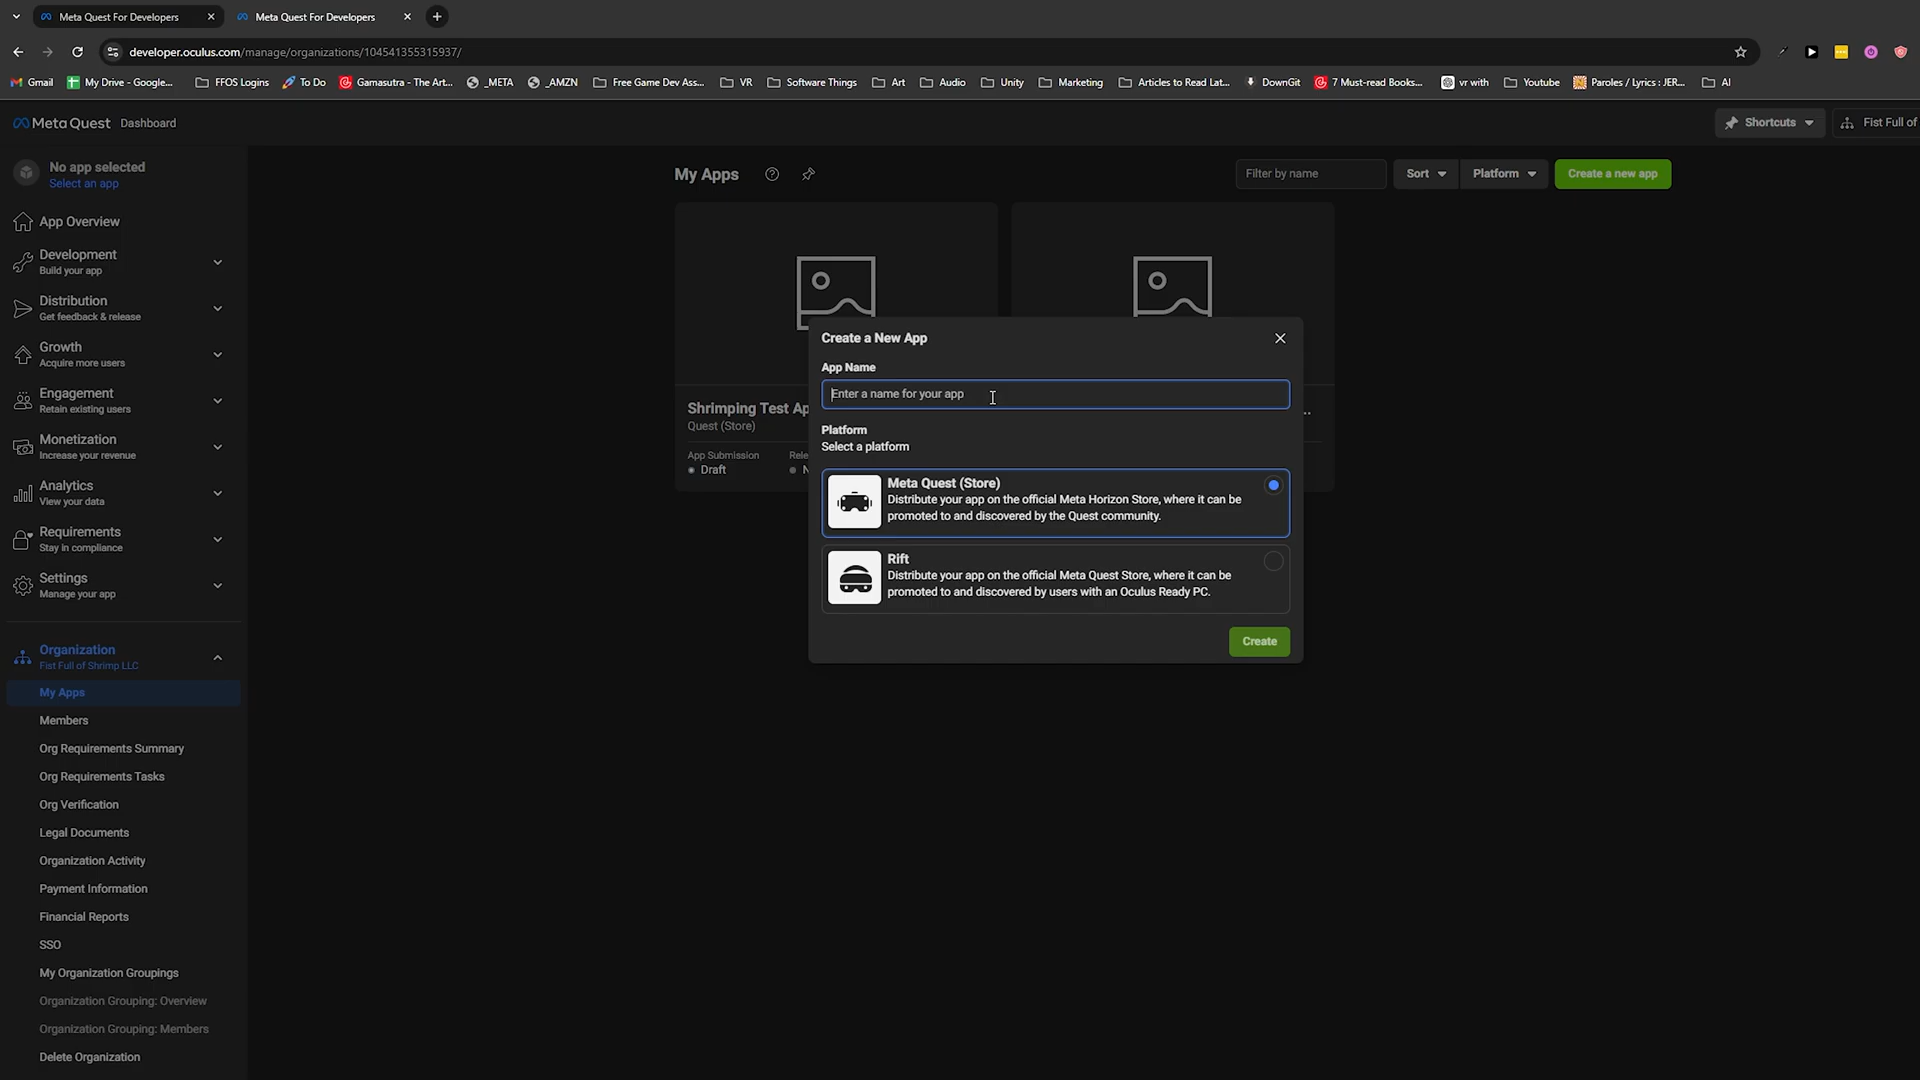 Meta Quest For Developers
Meta Quest For Developers
developer.oculus.com/manage/organizations/104541355315937/
Gmail
My Drive - Google...
FFOS Logins
To Do
Gamasutra - The Art...
_META
_AMZN
Free Game Dev Ass...
VR
Software Things
Art
Audio
Unity
Marketing
Articles to Read Lat...
DownGit
7 Must-read Books...
vr with
Youtube
Paroles / Lyrics : JER...
AI
Meta Quest Dashboard
Shortcuts
Fist Full of
No app selected
Select an app
App Overview
Development
Build your app
Distribution
Get feedback & release
Growth
Acquire more users
Engagement
Retain existing users
Monetization
Increase your revenue
Analytics
View your data
Requirements
Stay in compliance
Settings
Manage your app
Organization
Fist Full of Shrimp LLC
My Apps
Members
Org Requirements Summary
Org Requirements Tasks
Org Verification
Legal Documents
Organization Activity
Payment Information
Financial Reports
SSO
My Organization Groupings
Organization Grouping: Overview
Organization Grouping: Members
Delete Organization
My Apps
Filter by name
Sort
Platform
Create a new app
Shrimping Test Ap
Quest (Store)
App Submission
Draft
Rele
N
...
Create a New App
App Name
Enter a name for your app
Platform
Select a platform
Meta Quest (Store)
Distribute your app on the official Meta Horizon Store, where it can be
promoted to and discovered by the Quest community.
Rift
Distribute your app on the official Meta Quest Store, where it can be
promoted to and discovered by users with an Oculus Ready PC.
Create